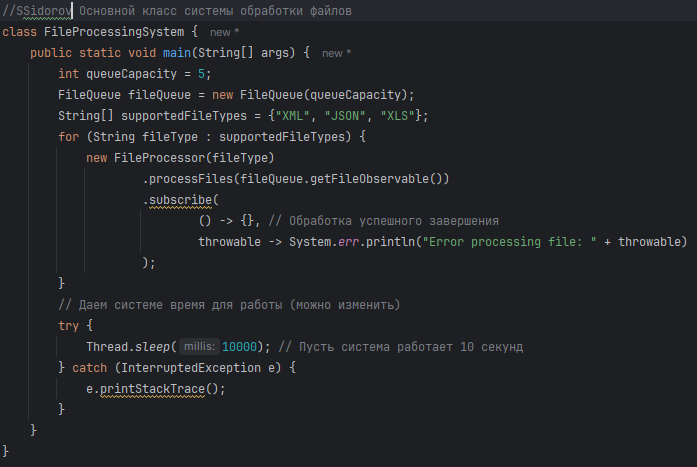 //SSidorov Основной класс системы обработки файлов
class FileProcessingSystem { new *
    public static void main(String[] args) { new *
        int queueCapacity = 5;
        FileQueue fileQueue = new FileQueue(queueCapacity);
        String[] supportedFileTypes = {"XML", "JSON", "XLS"};
        for (String fileType : supportedFileTypes) {
            new FileProcessor(fileType)
                    .processFiles(fileQueue.getFileObservable())
                    .subscribe(
                            () -> {}, // Обработка успешного завершения
                            throwable -> System.err.println("Error processing file: " + throwable)
                    );
        }
        // Даем системе время для работы (можно изменить)
        try {
            Thread.sleep( millis: 10000); // Пусть система работает 10 секунд
        } catch (InterruptedException e) {
            e.printStackTrace();
        }
    }
}